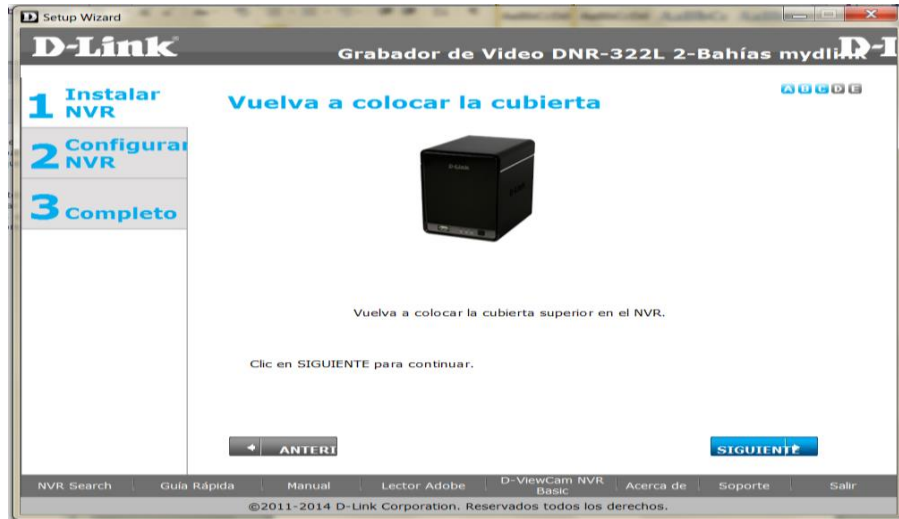 Setup Wizard
D-Link
Grabador de Video DNR-322L 2-Bahías mydlink
1 Instalar NVR
2 Configurar NVR
3 Completo
Vuelva a colocar la cubierta
A B C D E
D-Link
Vuelva a colocar la cubierta superior en el NVR.
Clic en SIGUIENTE para continuar.
ANTERI
SIGUIENTE
NVR Search
Guía Rápida
Manual
Lector Adobe
D-ViewCam NVR Basic
Acerca de
Soporte
Salir
©2011-2014 D-Link Corporation. Reservados todos los derechos.